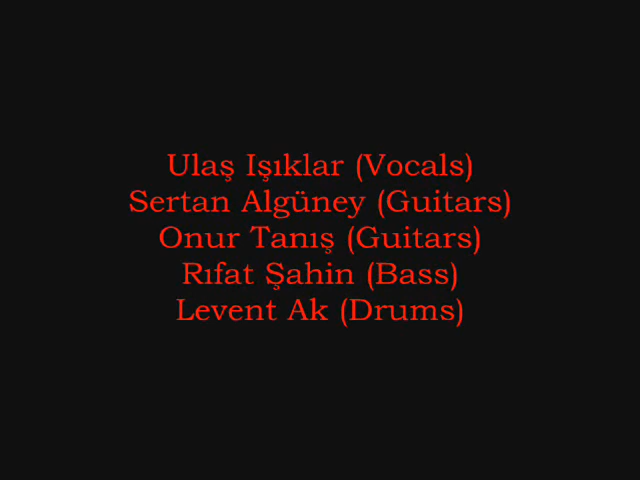 Ulaş Işıklar (Vocals)
Sertan Algüney (Guitars)
Onur Tanış (Guitars)
Rıfat Şahin (Bass)
Levent Ak (Drums)